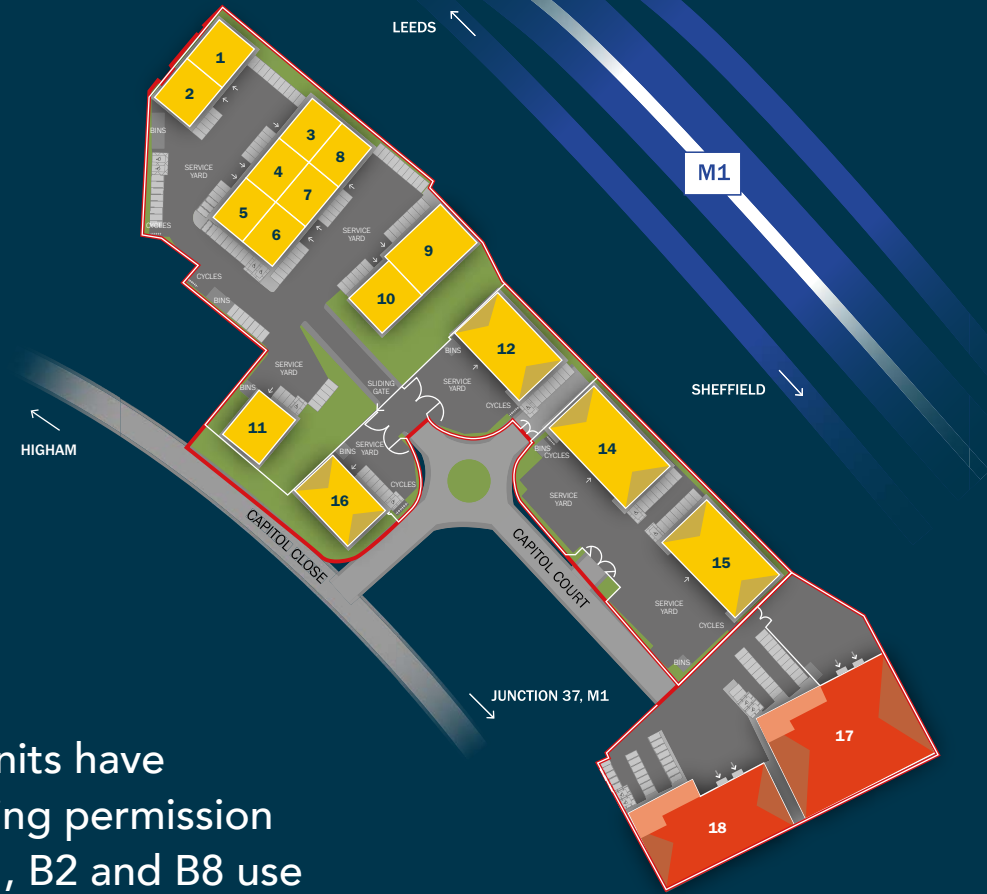 LEEDS
M1
SHEFFIELD
HIGHAM
JUNCTION 37, M1
CAPITOL CLOSE
CAPITOL COURT
1
2
BINS
SERVICE
YARD
CYCLES
3
8
4
7
5
6
SERVICE
YARD
9
10
CYCLES
BINS
SERVICE
YARD
BINS
11
SLIDING
GATE
12
BINS
SERVICE
YARD
CYCLES
SERVICE
YARD
BINS
16
CYCLES
14
BINS
CYCLES
SERVICE
YARD
15
SERVICE
YARD
CYCLES
BINS
17
18
nits have
ing permission
, B2 and B8 use